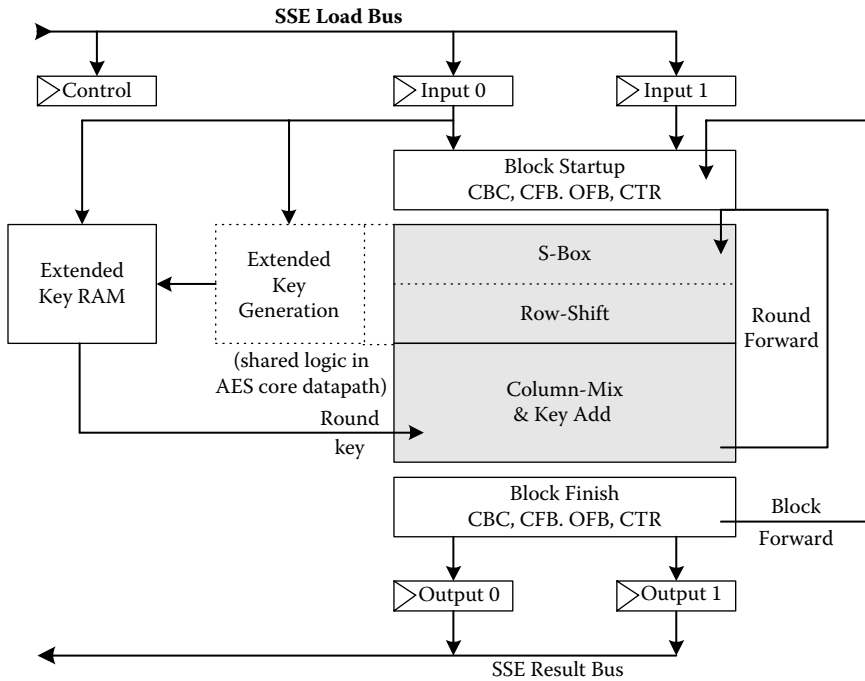 SSE Load Bus
Control
Input 0
Input 1
Block Startup
CBC, CFB. OFB, CTR
Extended
Key RAM
Extended
Key
Generation
S-Box
Row-Shift
Round
Forward
(shared logic in
AES core datapath)
Column-Mix
& Key Add
Round
key
Block Finish
CBC, CFB. OFB, CTR
Block
Forward
Output 0
Output 1
SSE Result Bus